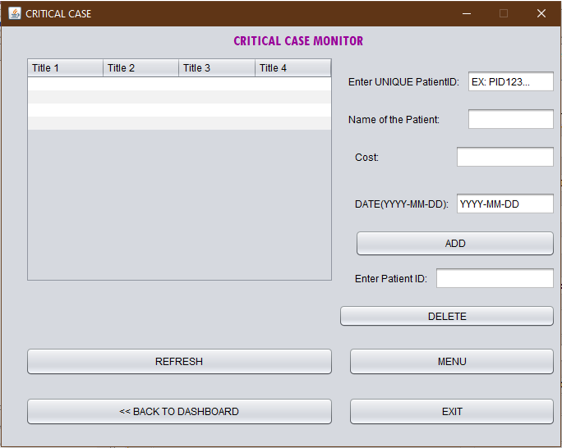 CRITICAL CASE
CRITICAL CASE MONITOR
Title 1 Title 2 Title 3 Title 4
Enter UNIQUE PatientID: EX: PID123...
Name of the Patient:
Cost:
DATE(YYYY-MM-DD): YYYY-MM-DD
ADD
Enter Patient ID:
DELETE
REFRESH MENU
<< BACK TO DASHBOARD EXIT